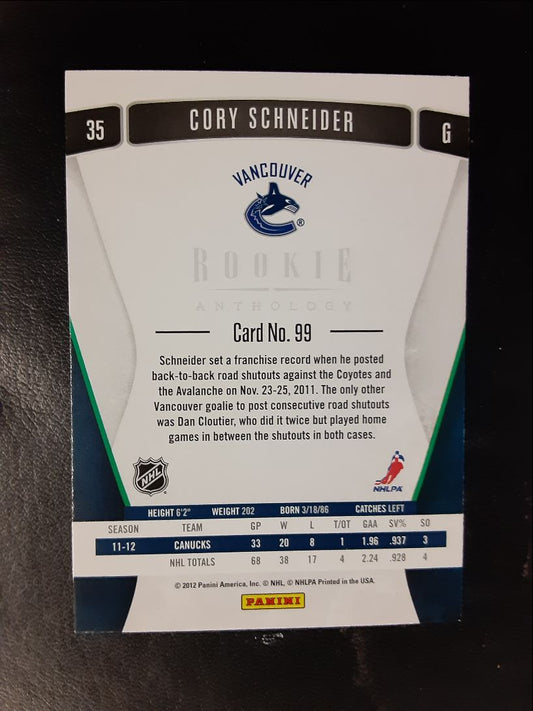 35 CORY SCHNEIDER G
VANCOUVER
®
ROOKIE
ANTHOLOGY
Card No. 99
Schneider set a franchise record when he posted
back-to-back road shutouts against the Coyotes and
the Avalanche on Nov. 23-25, 2011. The only other
Vancouver goalie to post consecutive road shutouts
was Dan Cloutier, who did it twice but played home
games in between the shutouts in both cases.
NHL
NHLPA
HEIGHT 6'2" WEIGHT 202 BORN 3/18/86 CATCHES LEFT
SEASON TEAM GP W L T/OT GAA SV% SO
11-12 CANUCKS 33 20 8 1 1.96 .937 3
NHL TOTALS 68 38 17 4 2.24 .928 4
© 2012 Panini America, Inc. © NHL, © NHLPA Printed in the USA.
PANINI